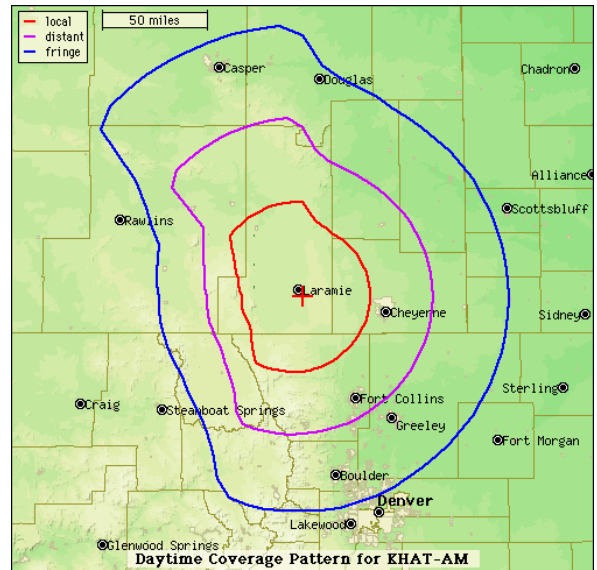 local
distant
fringe
50 miles
Casper
Douglas
Chadron
Alliance
Scottsbluff
Rawlins
Laramie
Cheyenne
Sidney
Sterling
Craig
Steamboat Springs
Fort Collins
Greeley
Fort Morgan
Boulder
Denver
Lakewood
Glenwood Springs
Daytime Coverage Pattern for KHAT-AM